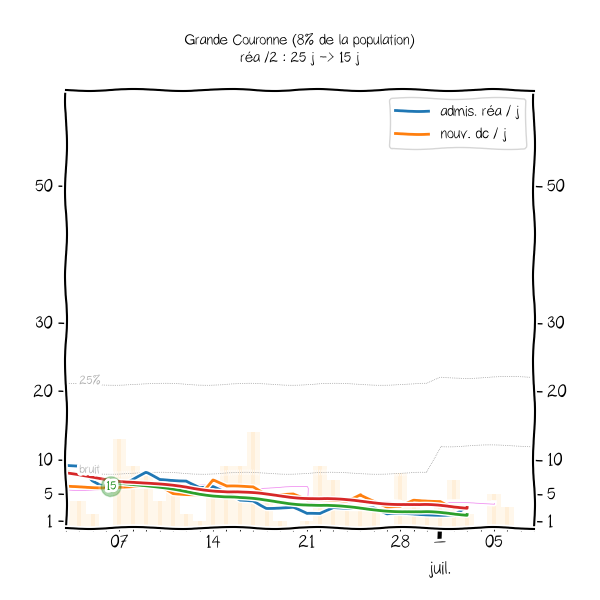 Grande Couronne (8% de la population)
réa /2 : 25 j -> 15 j
admis. réa / j
nouv. dc / j
50 50
30 30
25%
20 20
10 10
bruit
15
5 5
1 1
07 14 21 28 1 05
juil.